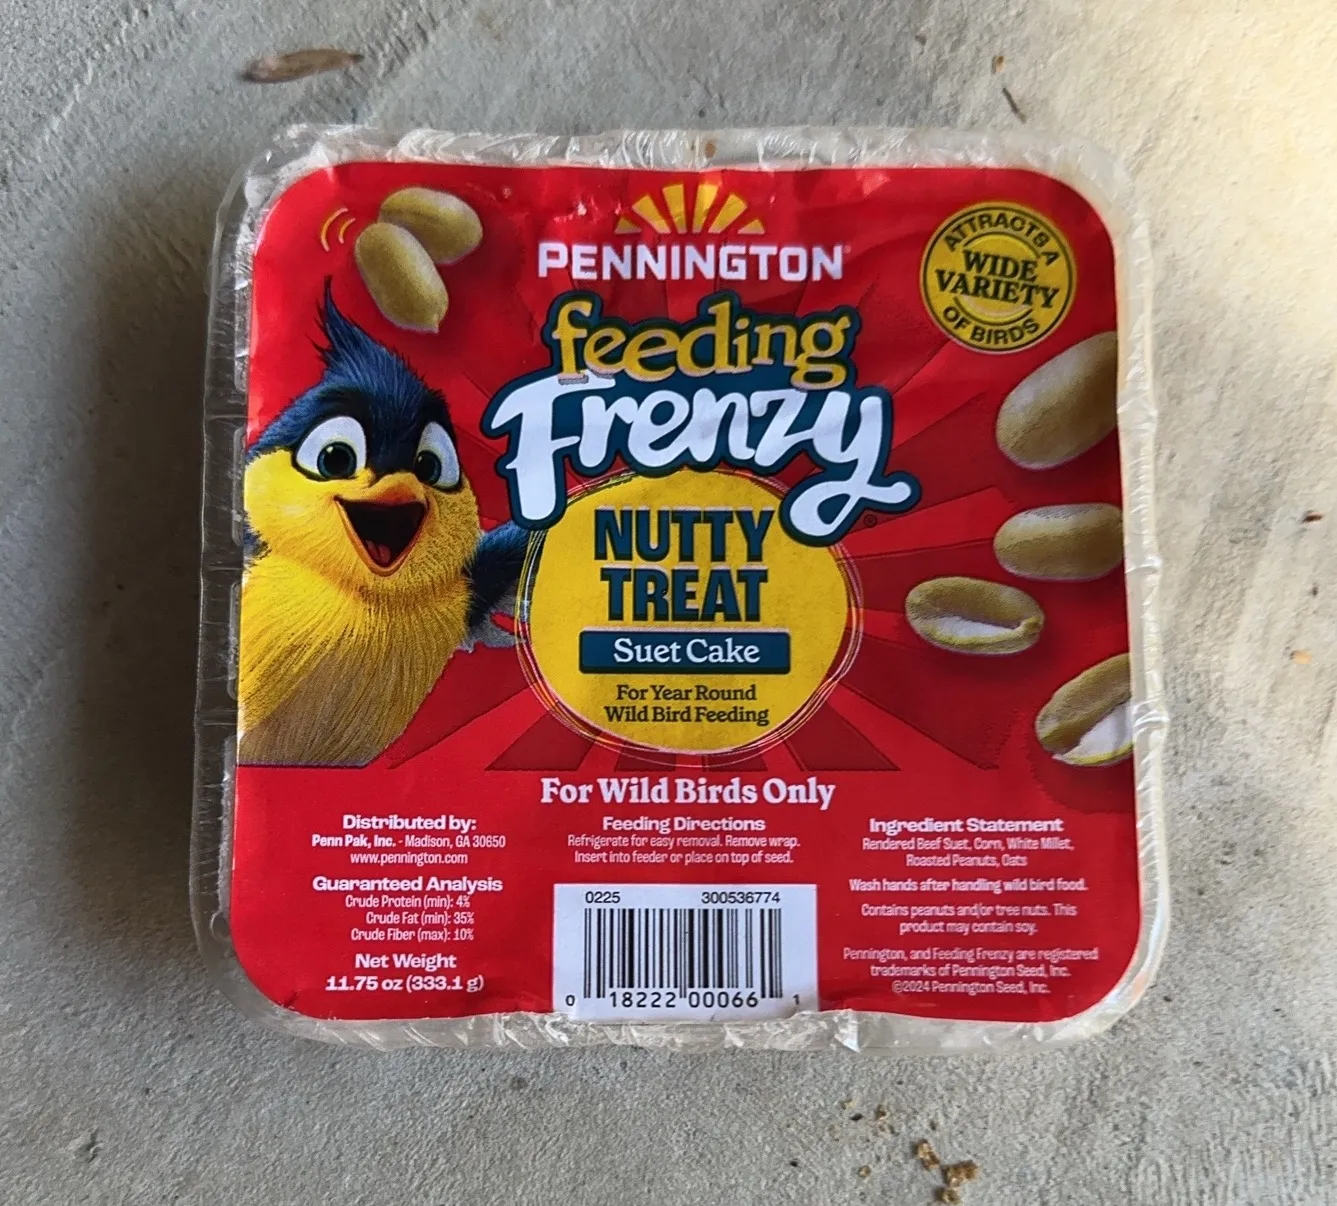 PENNINGTON®
feeding
Frenzy®
ATTRACTS A
WIDE
VARIETY
OF BIRDS
NUTTY
TREAT
Suet Cake
For Year Round
Wild Bird Feeding
For Wild Birds Only
Distributed by:
Penn Pak, Inc. - Madison, GA 30650
www.pennington.com
Guaranteed Analysis
Crude Protein (min): 4%
Crude Fat (min): 35%
Crude Fiber (max): 10%
Net Weight
11.75 oz (333.1 g)
Feeding Directions
Refrigerate for easy removal. Remove wrap.
Insert into feeder or place on top of seed.
0225 300536774
0 18222 00066 1
Ingredient Statement
Rendered Beef Suet, Corn, White Millet,
Roasted Peanuts, Oats
Wash hands after handling wild bird food.
Contains peanuts and/or tree nuts. This
product may contain soy.
Pennington, and Feeding Frenzy are registered
trademarks of Pennington Seed, Inc.
©2024 Pennington Seed, Inc.